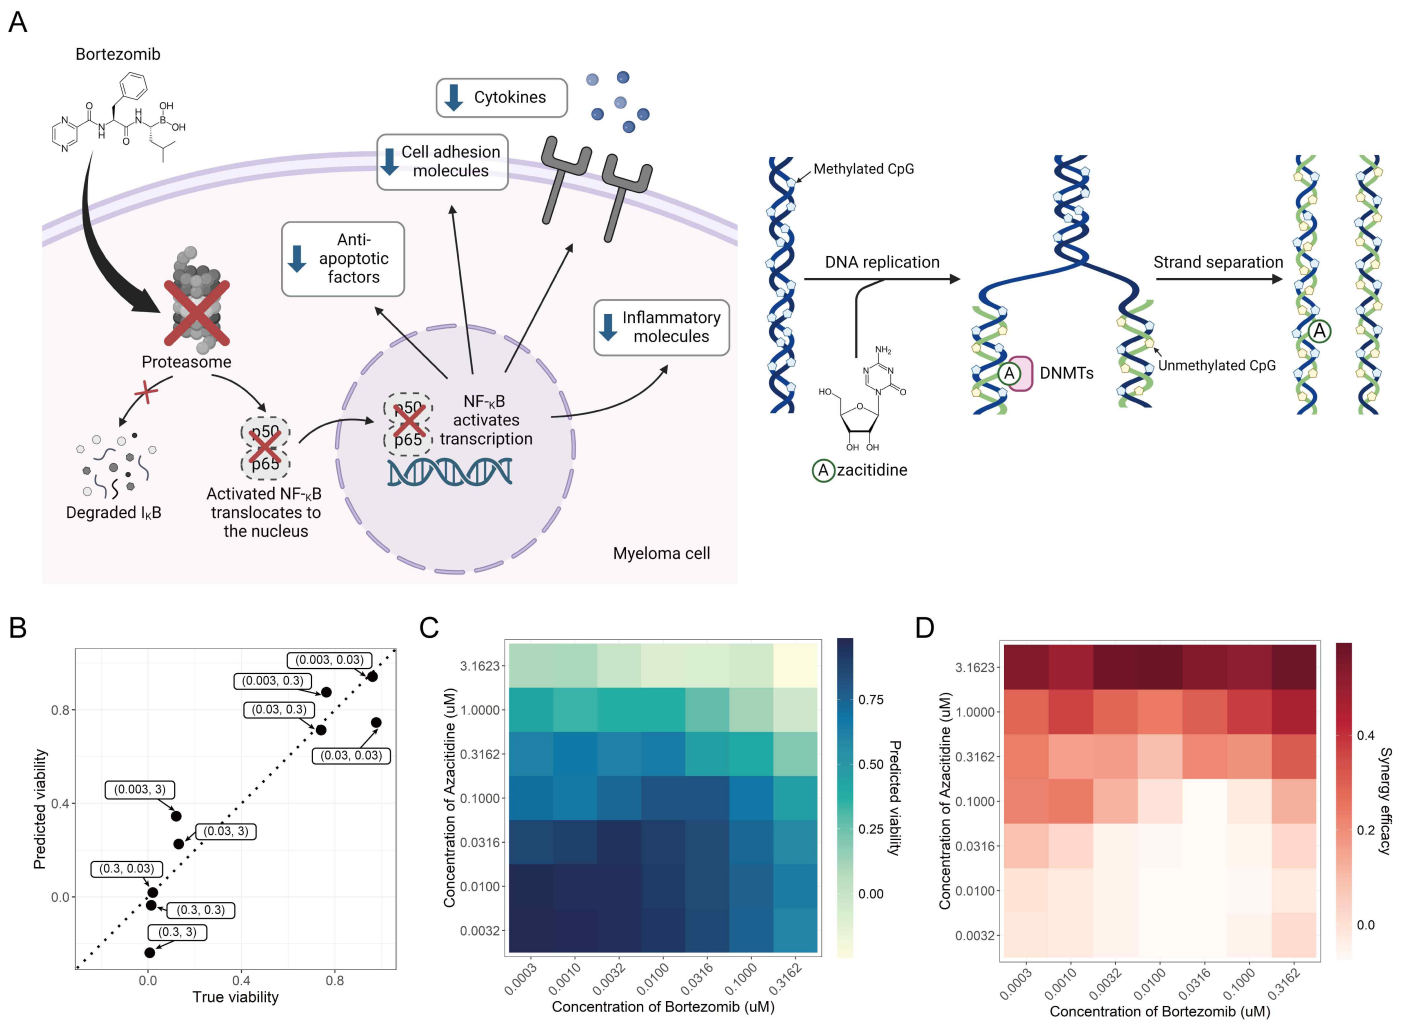 A
Bortezomib
O
OH
N
N
N
H
O
H
N
B
OH
Cytokines
Cell adhesion
molecules
Anti-
apoptotic
factors
Inflammatory
molecules
Proteasome
Degraded IκB
p50
p65
Activated NF-κB
translocates to
the nucleus
p50
p65
NF-κB
activates
transcription
Myeloma cell
Methylated CpG
DNA replication
NH2
N
N
N
O
HO
O
OH
OH
A zacitidine
A
DNMTs
Unmethylated CpG
Strand separation
A
B
Predicted viability
0.8
0.4
0.0
(0.003, 0.03)
(0.003, 0.3)
(0.03, 0.3)
(0.03, 0.03)
(0.003, 3)
(0.03, 3)
(0.3, 0.03)
(0.3, 0.3)
(0.3, 3)
0.0
0.4
0.8
True viability
C
Concentration of Azacitidine (uM)
3.1623
1.0000
0.3162
0.1000
0.0316
0.0100
0.0032
0.0003
0.0010
0.0032
0.0100
0.0316
0.1000
0.3162
Concentration of Bortezomib (uM)
0.75
0.50
0.25
0.00
Predicted viability
D
Concentration of Azacitidine (uM)
3.1623
1.0000
0.3162
0.1000
0.0316
0.0100
0.0032
0.0003
0.0010
0.0032
0.0100
0.0316
0.1000
0.3162
Concentration of Bortezomib (uM)
0.4
0.2
0.0
Synergy efficacy